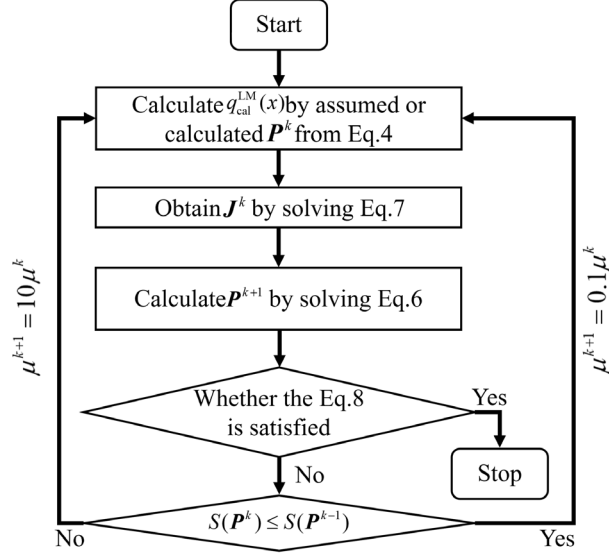 Start
Calculate q_cal^LM(x) by assumed or
calculated P^k from Eq.4
Obtain J^k by solving Eq.7
Calculate P^{k+1} by solving Eq.6
μ^{k+1} = 10μ^k
μ^{k+1} = 0.1μ^k
Whether the Eq.8
is satisfied
Yes
Stop
No
S(P^k) ≤ S(P^{k−1})
No
Yes